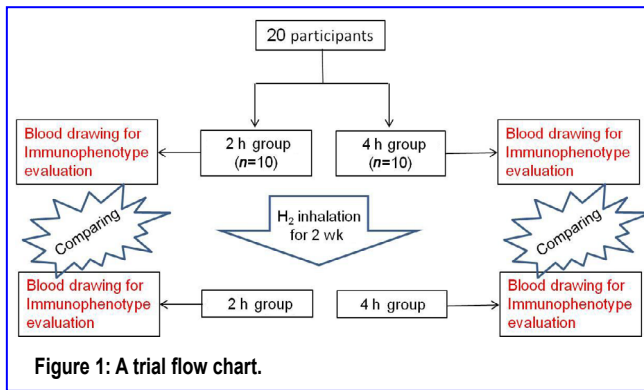 20 participants
Blood drawing for
Immunophenotype
evaluation
2 h group
(n=10)
4 h group
(n=10)
Blood drawing for
Immunophenotype
evaluation
Comparing
H₂ inhalation
for 2 wk
Comparing
Blood drawing for
Immunophenotype
evaluation
2 h group
4 h group
Blood drawing for
Immunophenotype
evaluation
Figure 1: A trial flow chart.